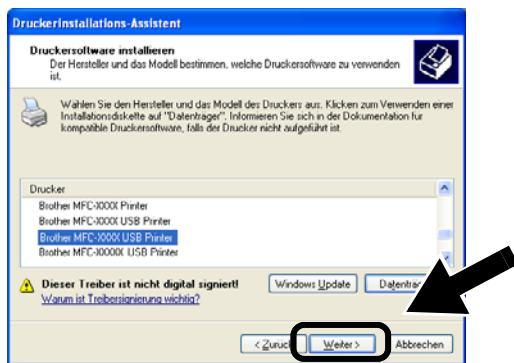 Druckerinstallations-Assistent
Druckersoftware installieren
Der Hersteller und das Modell bestimmen, welche Druckersoftware zu verwenden
ist.
Wählen Sie den Hersteller und das Modell des Druckers aus. Klicken zum Verwenden einer
Installationsdiskette auf "Datenträger". Informieren Sie sich in der Dokumentation für
kompatible Druckersoftware, falls der Drucker nicht aufgeführt ist.
Drucker
Brother MFC-XXXX Printer
Brother MFC-XXXX USB Printer
Brother MFC-XXXX USB Printer
Brother MFC-XXXXX USB Printer
Dieser Treiber ist nicht digital signiert!
Warum ist Treibersignierung wichtig?
Windows Update
< Zurück
Weiter >
Abbrechen